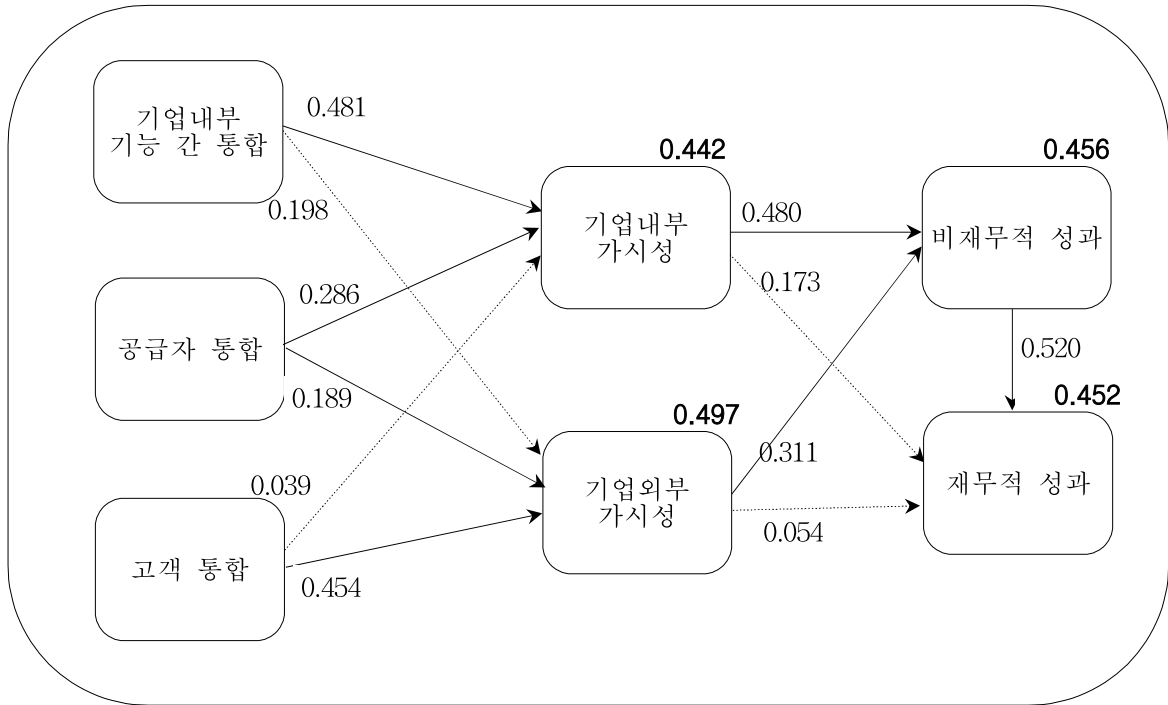 기업내부
기능 간 통합
0.481
0.198
공급자 통합
0.286
0.189
고객 통합
0.039
0.454
0.442
기업내부
가시성
0.480
0.173
0.497
기업외부
가시성
0.311
0.054
0.456
비재무적 성과
0.520
0.452
재무적 성과